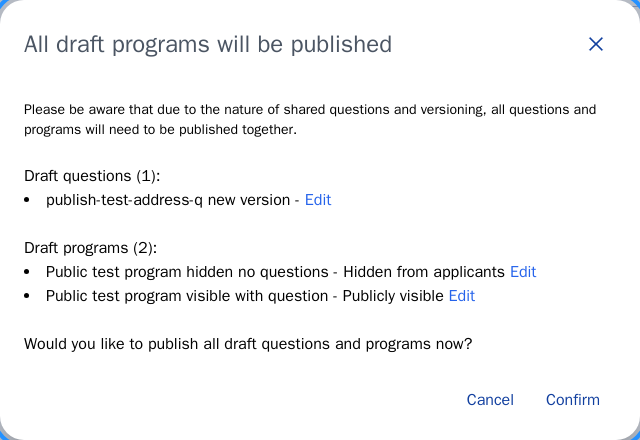 All draft programs will be published
Please be aware that due to the nature of shared questions and versioning, all questions and
programs will need to be published together.
Draft questions (1):
• publish-test-address-q new version - Edit
Draft programs (2):
• Public test program hidden no questions - Hidden from applicants Edit
• Public test program visible with question - Publicly visible Edit
Would you like to publish all draft questions and programs now?
Cancel Confirm